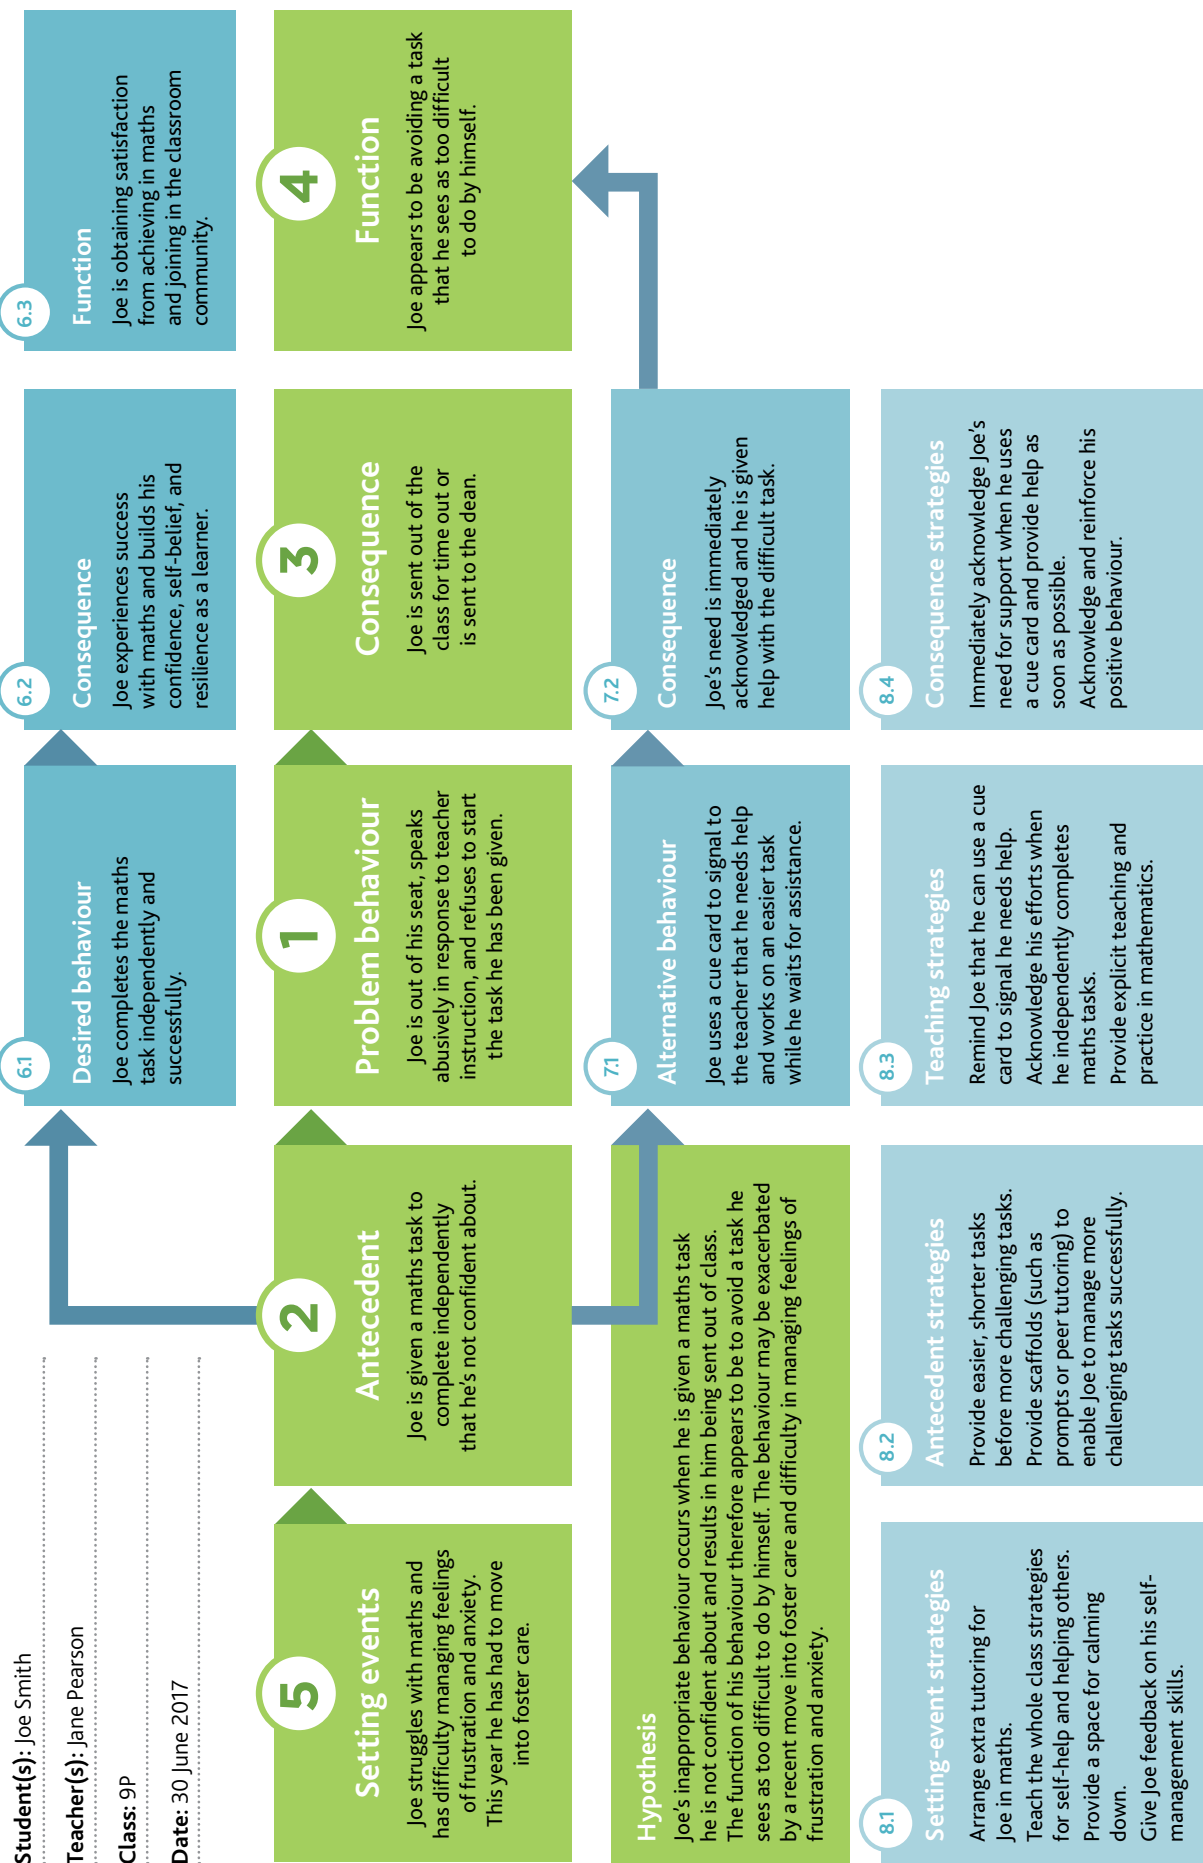 Student(s): Joe Smith
Teacher(s): Jane Pearson
Class: 9P
Date: 30 June 2017
6.1
Desired behaviour
Joe completes the maths
task independently and
successfully.
6.2
Consequence
Joe experiences success
with maths and builds his
confidence, self-belief, and
resilience as a learner.
6.3
Function
Joe is obtaining satisfaction
from achieving in maths
and joining in the classroom
community.
5
Setting events
Joe struggles with maths and
has difficulty managing feelings
of frustration and anxiety.
This year he has had to move
into foster care.
2
Antecedent
Joe is given a maths task to
complete independently
that he's not confident about.
1
Problem behaviour
Joe is out of his seat, speaks
abusively in response to teacher
instruction, and refuses to start
the task he has been given.
3
Consequence
Joe is sent out of the
class for time out or
is sent to the dean.
4
Function
Joe appears to be avoiding a task
that he sees as too difficult
to do by himself.
Hypothesis
Joe's inappropriate behaviour occurs when he is given a maths task
he is not confident about and results in him being sent out of class.
The function of his behaviour therefore appears to be to avoid a task he
sees as too difficult to do by himself. The behaviour may be exacerbated
by a recent move into foster care and difficulty in managing feelings of
frustration and anxiety.
7.1
Alternative behaviour
Joe uses a cue card to signal to
the teacher that he needs help
and works on an easier task
while he waits for assistance.
7.2
Consequence
Joe's need is immediately
acknowledged and he is given
help with the difficult task.
8.1
Setting-event strategies
Arrange extra tutoring for
Joe in maths.
Teach the whole class strategies
for self-help and helping others.
Provide a space for calming
down.
Give Joe feedback on his self-
management skills.
8.2
Antecedent strategies
Provide easier, shorter tasks
before more challenging tasks.
Provide scaffolds (such as
prompts or peer tutoring) to
enable Joe to manage more
challenging tasks successfully.
8.3
Teaching strategies
Remind Joe that he can use a cue
card to signal he needs help.
Acknowledge his efforts when
he independently completes
maths tasks.
Provide explicit teaching and
practice in mathematics.
8.4
Consequence strategies
Immediately acknowledge Joe's
need for support when he uses
a cue card and provide help as
soon as possible.
Acknowledge and reinforce his
positive behaviour.